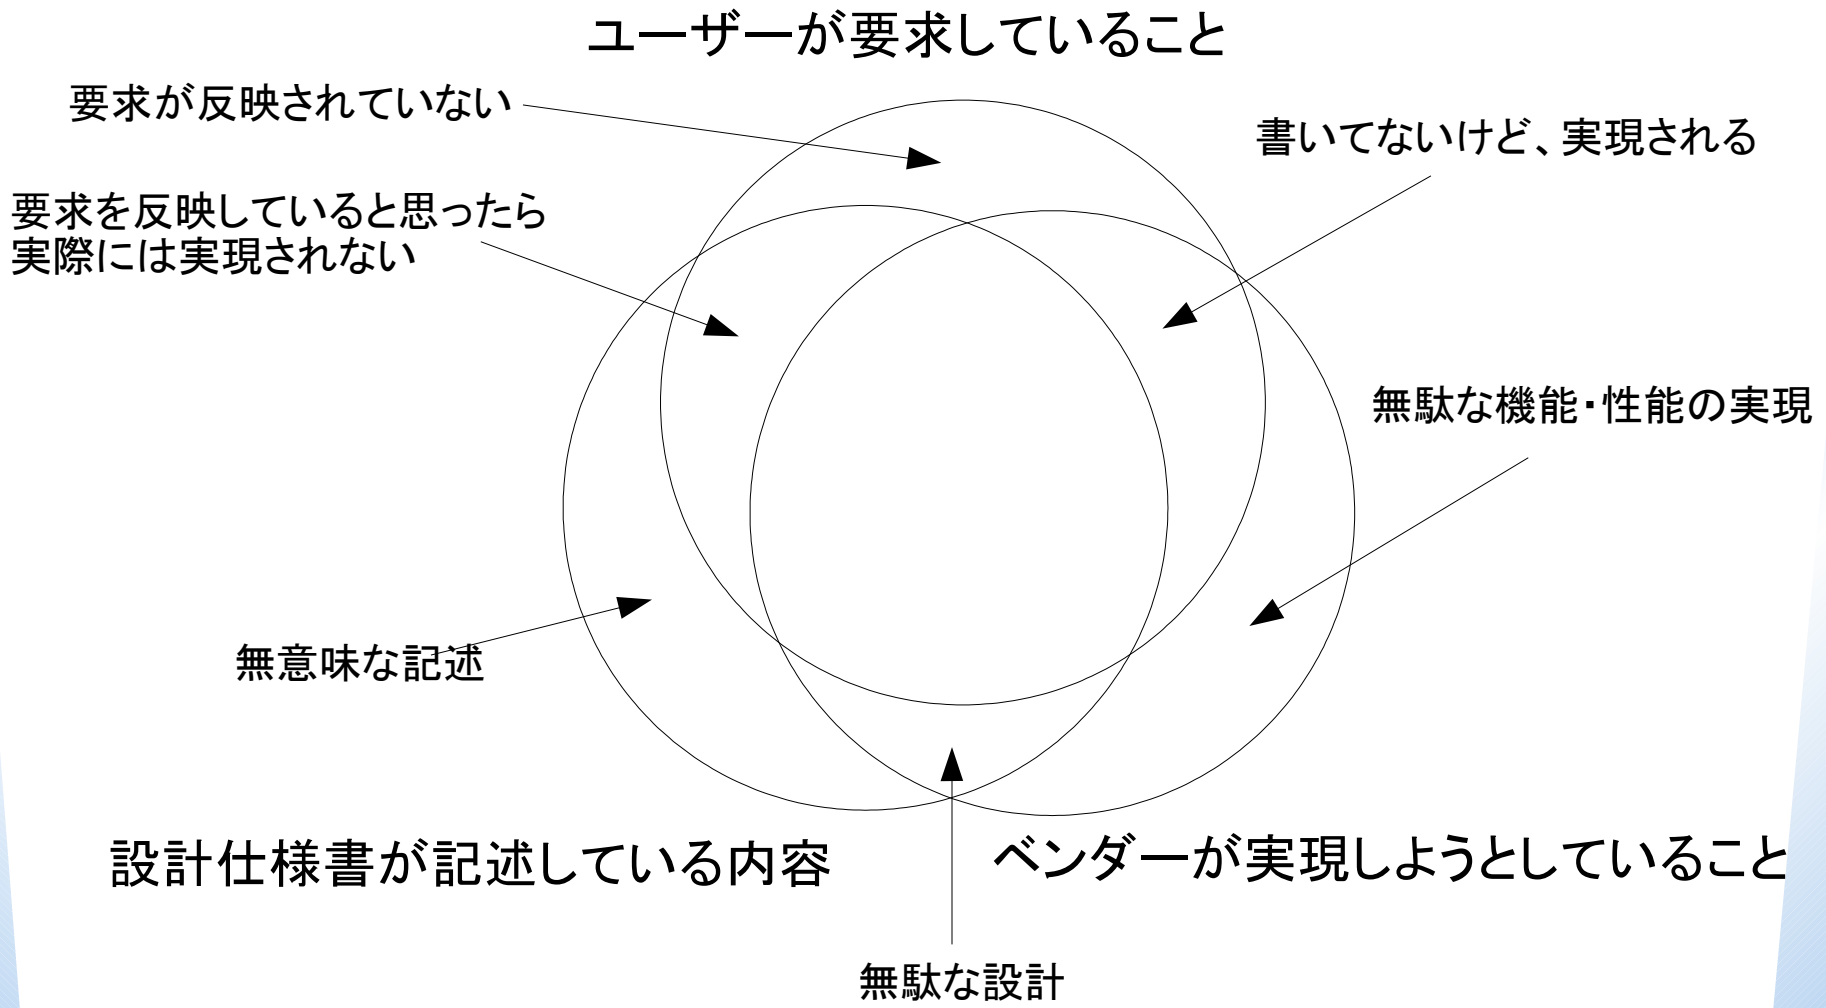 ユーザーが要求していること
要求が反映されていない
書いてないけど、実現される
要求を反映していると思ったら
実際には実現されない
無駄な機能・性能の実現
無意味な記述
設計仕様書が記述している内容
ベンダーが実現しようとしていること
無駄な設計